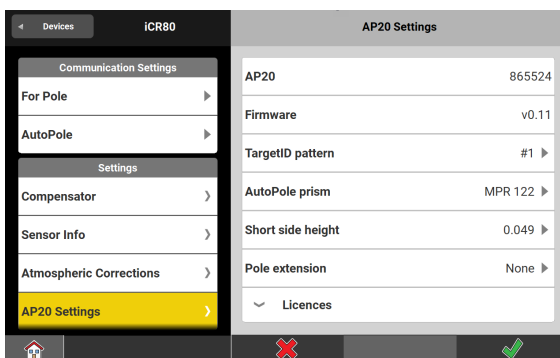 Devices
iCR80
AP20 Settings
Communication Settings
For Pole
AutoPole
Settings
Compensator
Sensor Info
Atmospheric Corrections
AP20 Settings
AP20 865524
Firmware v0.11
TargetID pattern #1
AutoPole prism MPR 122
Short side height 0.049
Pole extension None
Licences